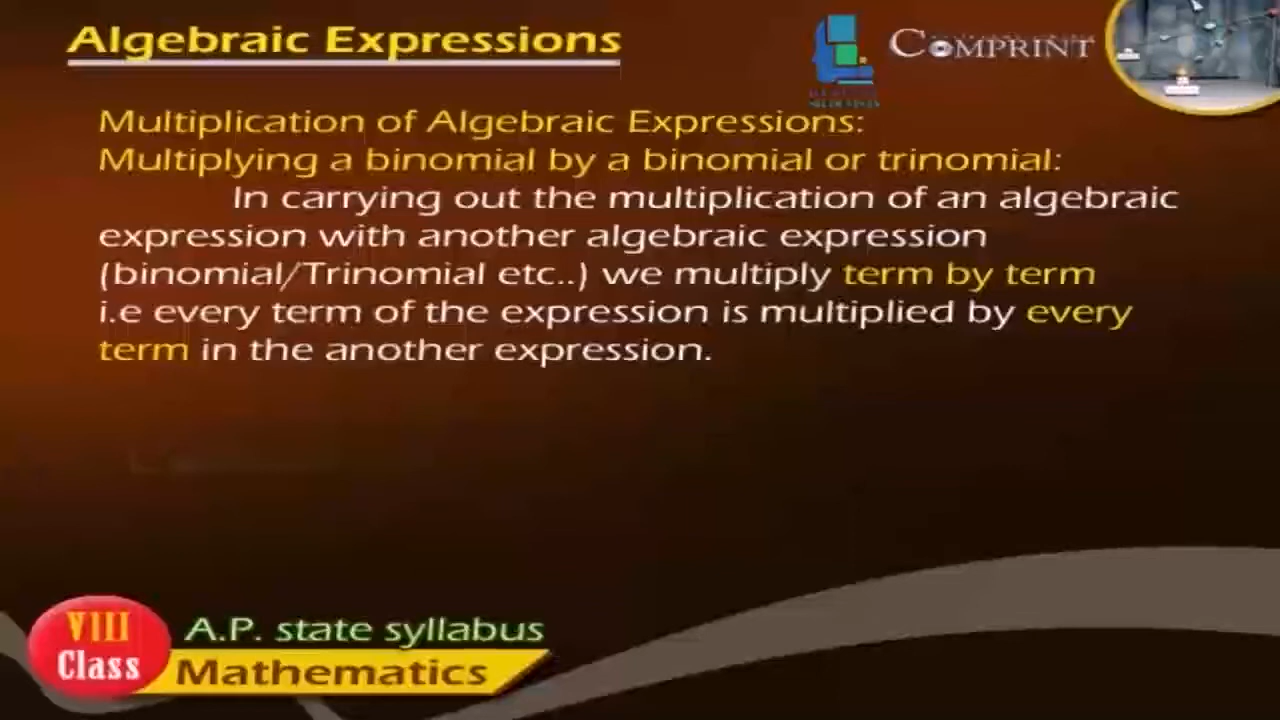 Algebraic Expressions
COMPRINT
Multiplication of Algebraic Expressions:
Multiplying a binomial by a binomial or trinomial:
In carrying out the multiplication of an algebraic
expression with another algebraic expression
(binomial/Trinomial etc..) we multiply term by term
i.e every term of the expression is multiplied by every
term in the another expression.
VIII
Class
A.P. state syllabus
Mathematics